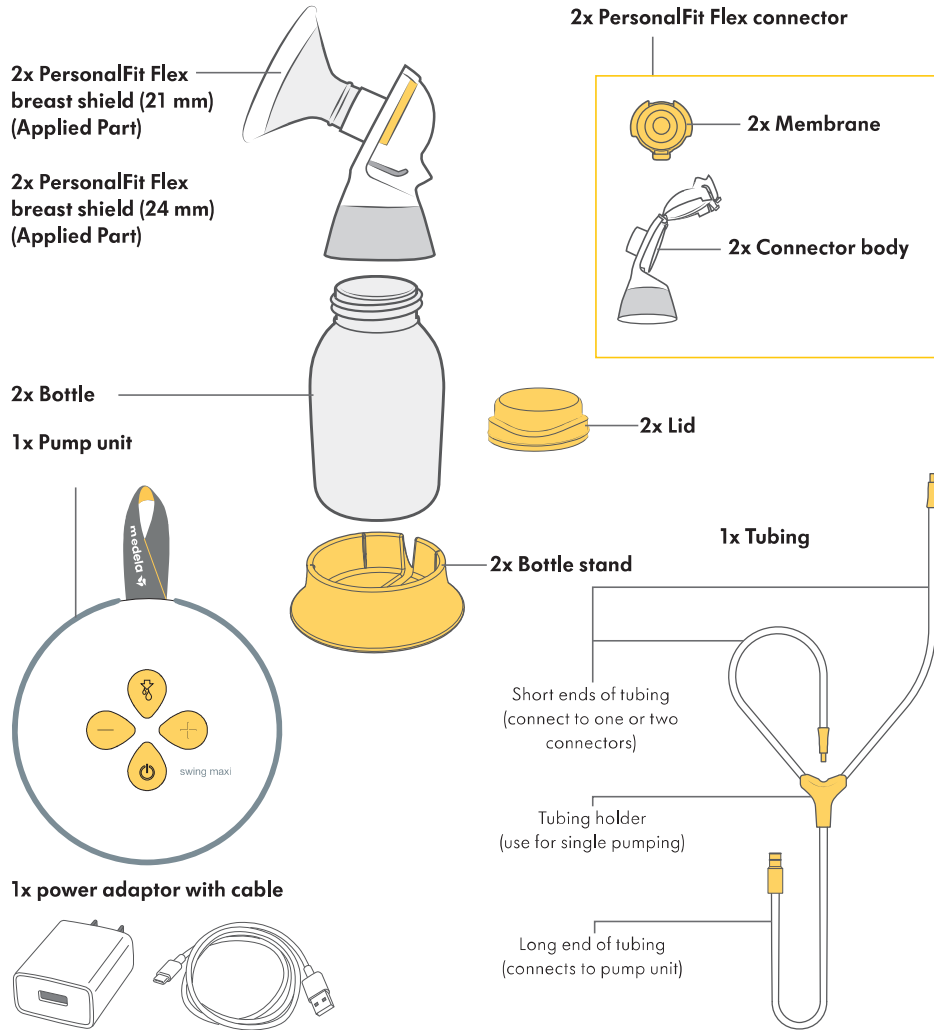 2x PersonalFit Flex connector
2x PersonalFit Flex
breast shield (21 mm)
(Applied Part)
2x Membrane
2x PersonalFit Flex
breast shield (24 mm)
(Applied Part)
2x Connector body
2x Bottle
2x Lid
1x Pump unit
medela
1x Tubing
2x Bottle stand
Short ends of tubing
(connect to one or two
connectors)
swing maxi
Tubing holder
(use for single pumping)
1x power adaptor with cable
Long end of tubing
(connects to pump unit)